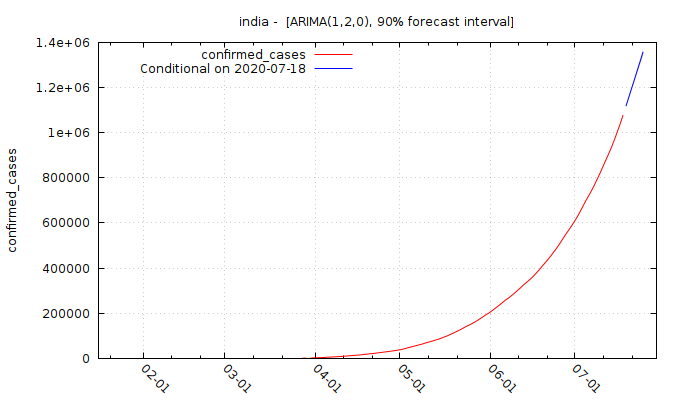 india -  [ARIMA(1,2,0), 90% forecast interval]
confirmed_cases
Conditional on 2020-07-18
1.4e+06
1.2e+06
1e+06
800000
600000
400000
200000
0
confirmed_cases
02-01
03-01
04-01
05-01
06-01
07-01